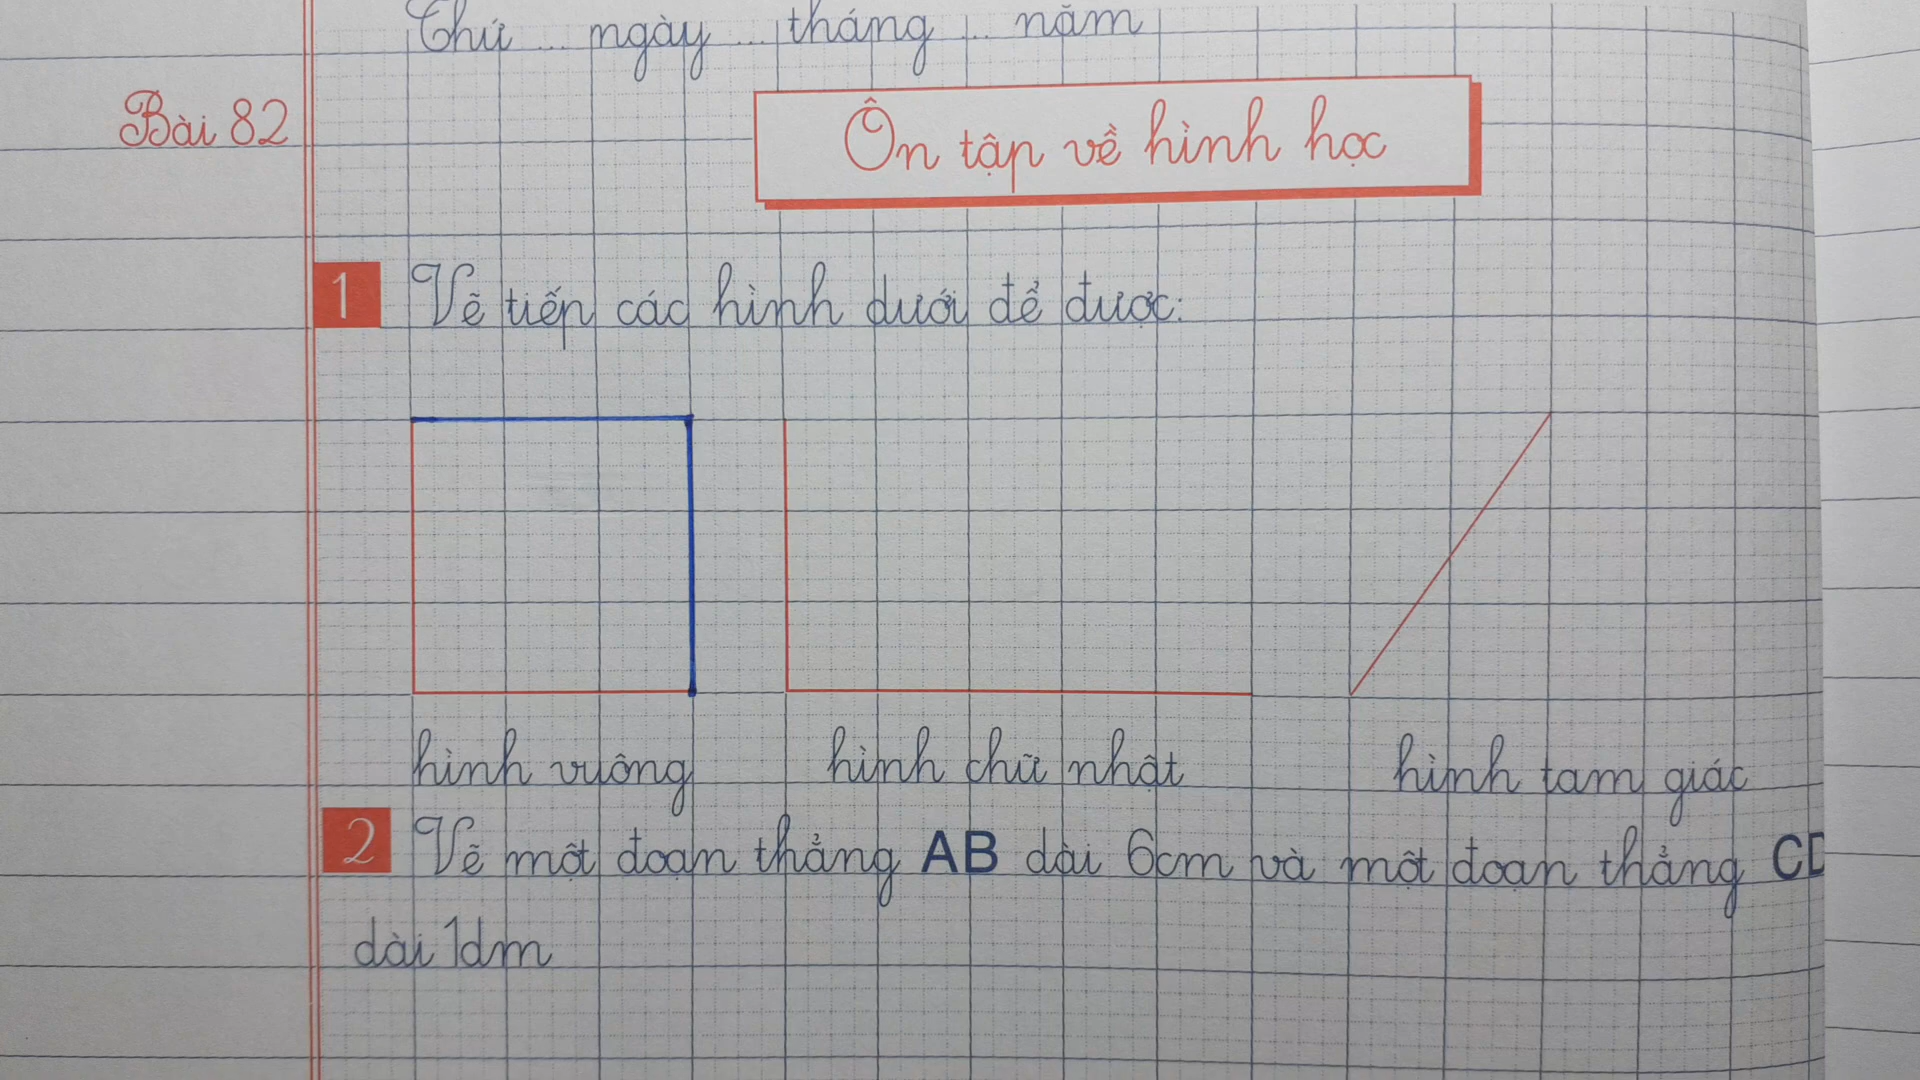 Thứ ... ngày ... tháng ... năm
Bài 82
Ôn tập về hình học
1 Vẽ tiếp các hình dưới để được:
hình vuông hình chữ nhật hình tam giác
2 Vẽ một đoạn thẳng AB dài 6cm và một đoạn thẳng CD
dài 1dm